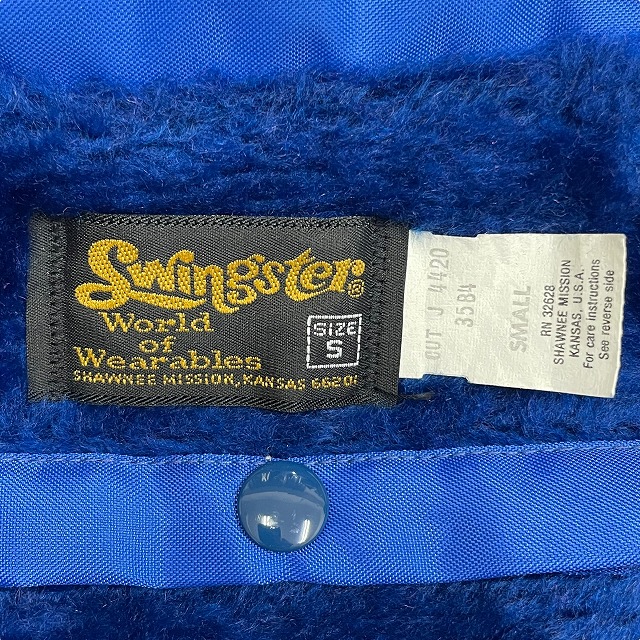 Swingster®
World
of
Wearables
SHAWNEE MISSION, KANSAS 66201
SIZE
S
CUT J 4420
3584
SMALL
RN 32628
SHAWNEE MISSION
KANSAS, U.S.A.
For care instructions
See reverse side